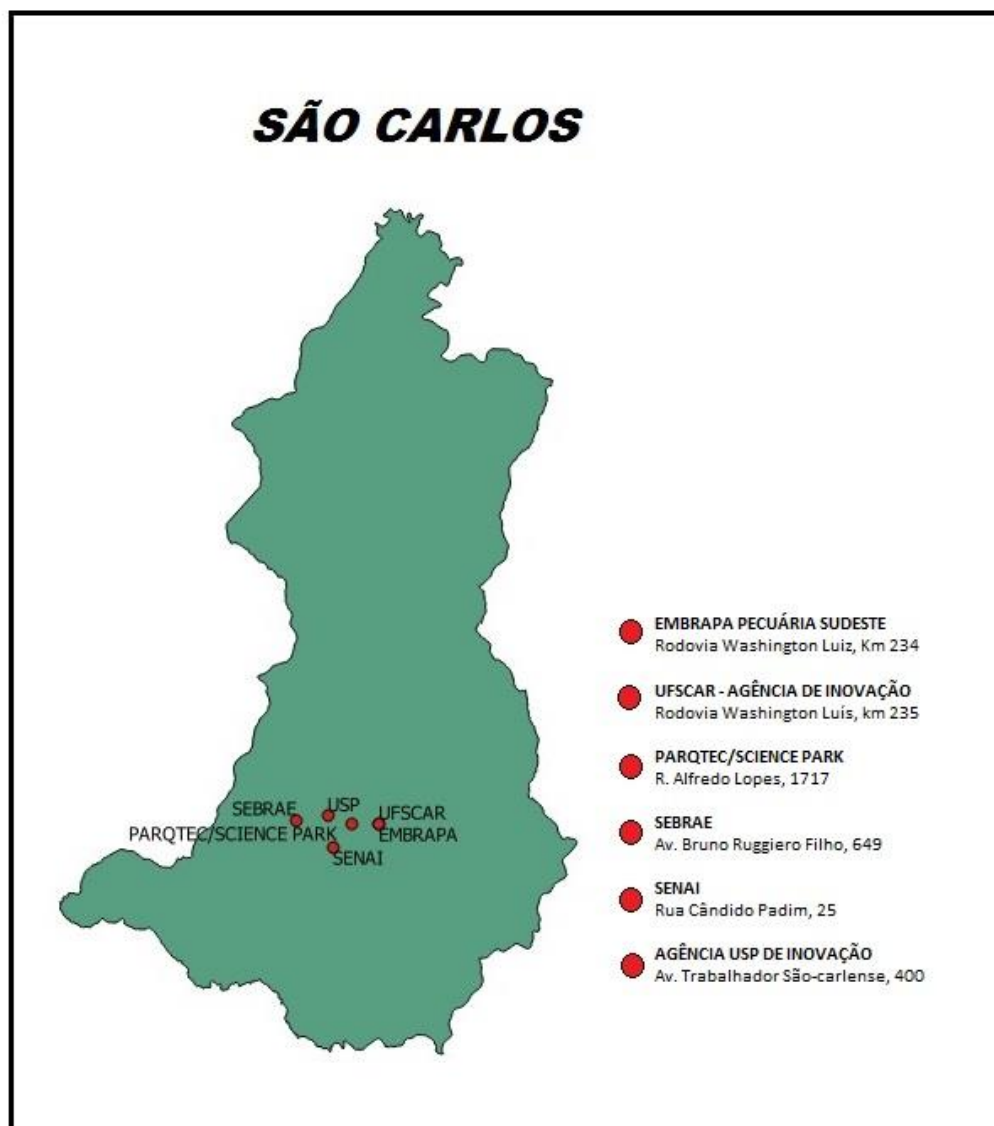 SÃO CARLOS
SEBRAE
USP
UFSCAR
PARQTEC/SCIENCE PARK
EMBRAPA
SENAI
EMBRAPA PECUÁRIA SUDESTE
Rodovia Washington Luiz, Km 234
UFSCAR - AGÊNCIA DE INOVAÇÃO
Rodovia Washington Luís, km 235
PARQTEC/SCIENCE PARK
R. Alfredo Lopes, 1717
SEBRAE
Av. Bruno Ruggiero Filho, 649
SENAI
Rua Cândido Padim, 25
AGÊNCIA USP DE INOVAÇÃO
Av. Trabalhador São-carlense, 400